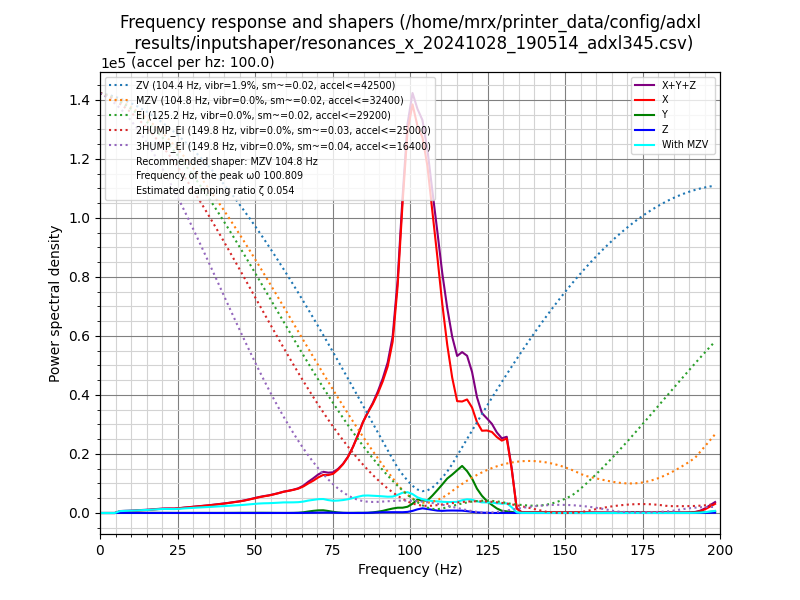 Frequency response and shapers (/home/mrx/printer_data/config/adxl
_results/inputshaper/resonances_x_20241028_190514_adxl345.csv)
1e5 (accel per hz: 100.0)
ZV (104.4 Hz, vibr=1.9%, sm~=0.02, accel<=42500)
MZV (104.8 Hz, vibr=0.0%, sm~=0.02, accel<=32400)
EI (125.2 Hz, vibr=0.0%, sm~=0.02, accel<=29200)
2HUMP_EI (149.8 Hz, vibr=0.0%, sm~=0.03, accel<=25000)
3HUMP_EI (149.8 Hz, vibr=0.0%, sm~=0.04, accel<=16400)
Recommended shaper: MZV 104.8 Hz
Frequency of the peak ω0 100.809
Estimated damping ratio ζ 0.054
X+Y+Z
X
Y
Z
With MZV
Power spectral density
1.4
1.2
1.0
0.8
0.6
0.4
0.2
0.0
0 25 50 75 100 125 150 175 200
Frequency (Hz)